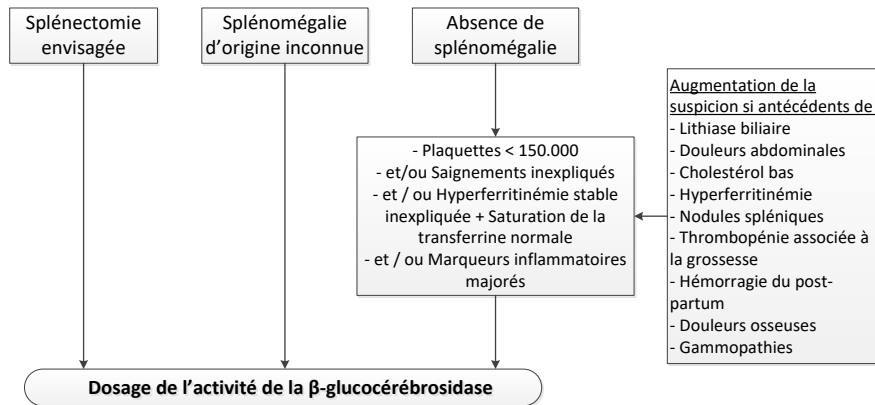 Splénectomie
envisagée
Splénomégalie
d'origine inconnue
Absence de
splénomégalie
- Plaquettes < 150.000
- et/ou Saignements inexpliqués
- et / ou Hyperferritinémie stable
inexpliquée + Saturation de la
transferrine normale
- et / ou Marqueurs inflammatoires
majorés
Augmentation de la
suspicion si antécédents de
- Lithiase biliaire
- Douleurs abdominales
- Cholestérol bas
- Hyperferritinémie
- Nodules spléniques
- Thrombopénie associée à
la grossesse
- Hémorragie du post-
partum
- Douleurs osseuses
- Gammopathies
Dosage de l'activité de la β-glucocérébrosidase